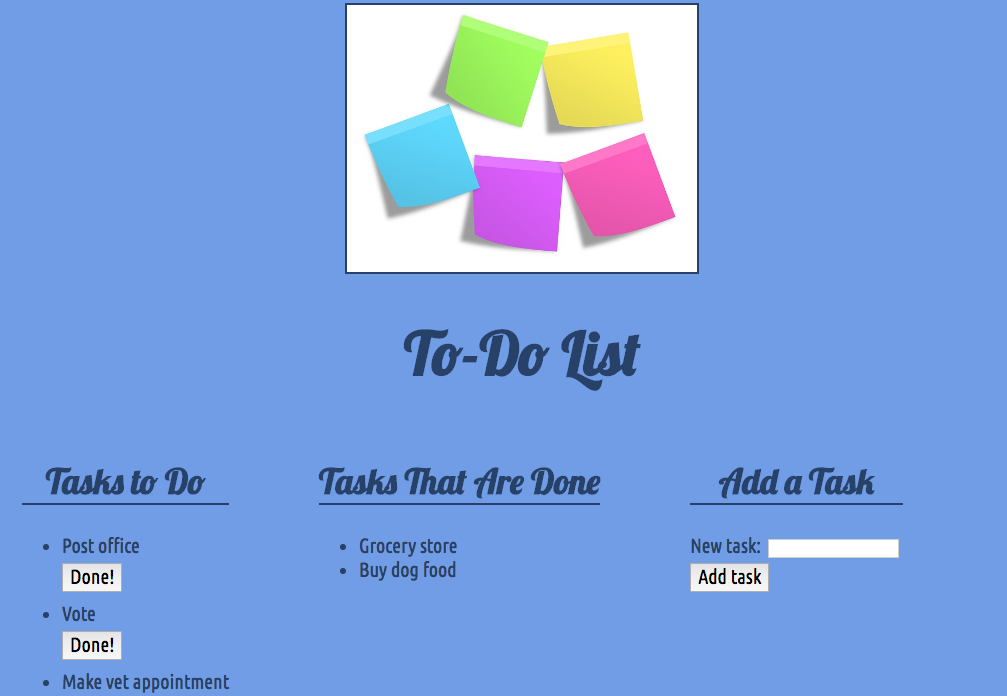 To-Do List
Tasks to Do
Post office
Done!
Vote
Done!
Make vet appointment
Tasks That Are Done
Grocery store
Buy dog food
Add a Task
New task:
Add task